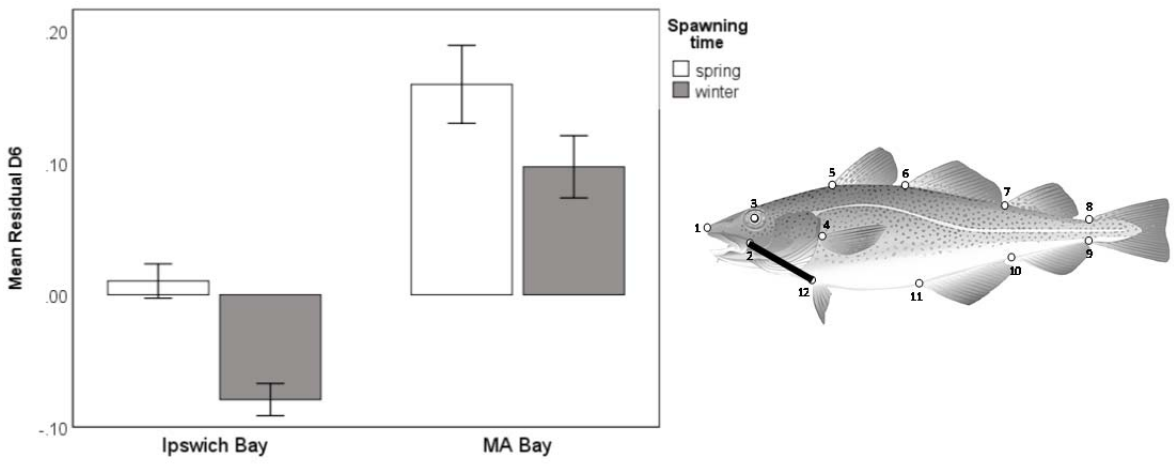 Mean Residual D6
.20
.10
.00
-.10
Ipswich Bay
MA Bay
Spawning
time
spring
winter
1
2
3
4
5
6
7
8
9
10
11
12